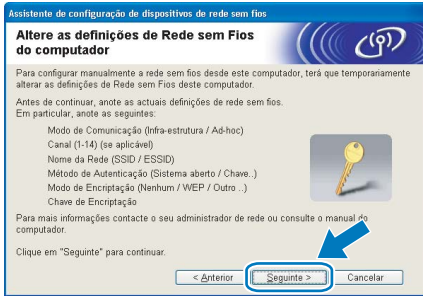 Assistente de configuração de dispositivos de rede sem fios
Altere as definições de Rede sem Fios
do computador
Para configurar manualmente a rede sem fios desde este computador, terá que temporariamente
alterar as definições de Rede sem Fios deste computador.
Antes de continuar, anote as actuais definições de rede sem fios.
Em particular, anote as seguintes:
Modo de Comunicação (Infra-estrutura / Ad-hoc)
Canal (1-14) (se aplicável)
Nome da Rede (SSID / ESSID)
Método de Autenticação (Sistema aberto / Chave..)
Modo de Encriptação (Nenhum / WEP / Outro ..)
Chave de Encriptação
Para mais informações contacte o seu administrador de rede ou consulte o manual do
computador.
Clique em "Seguinte" para continuar.
< Anterior Seguinte > Cancelar